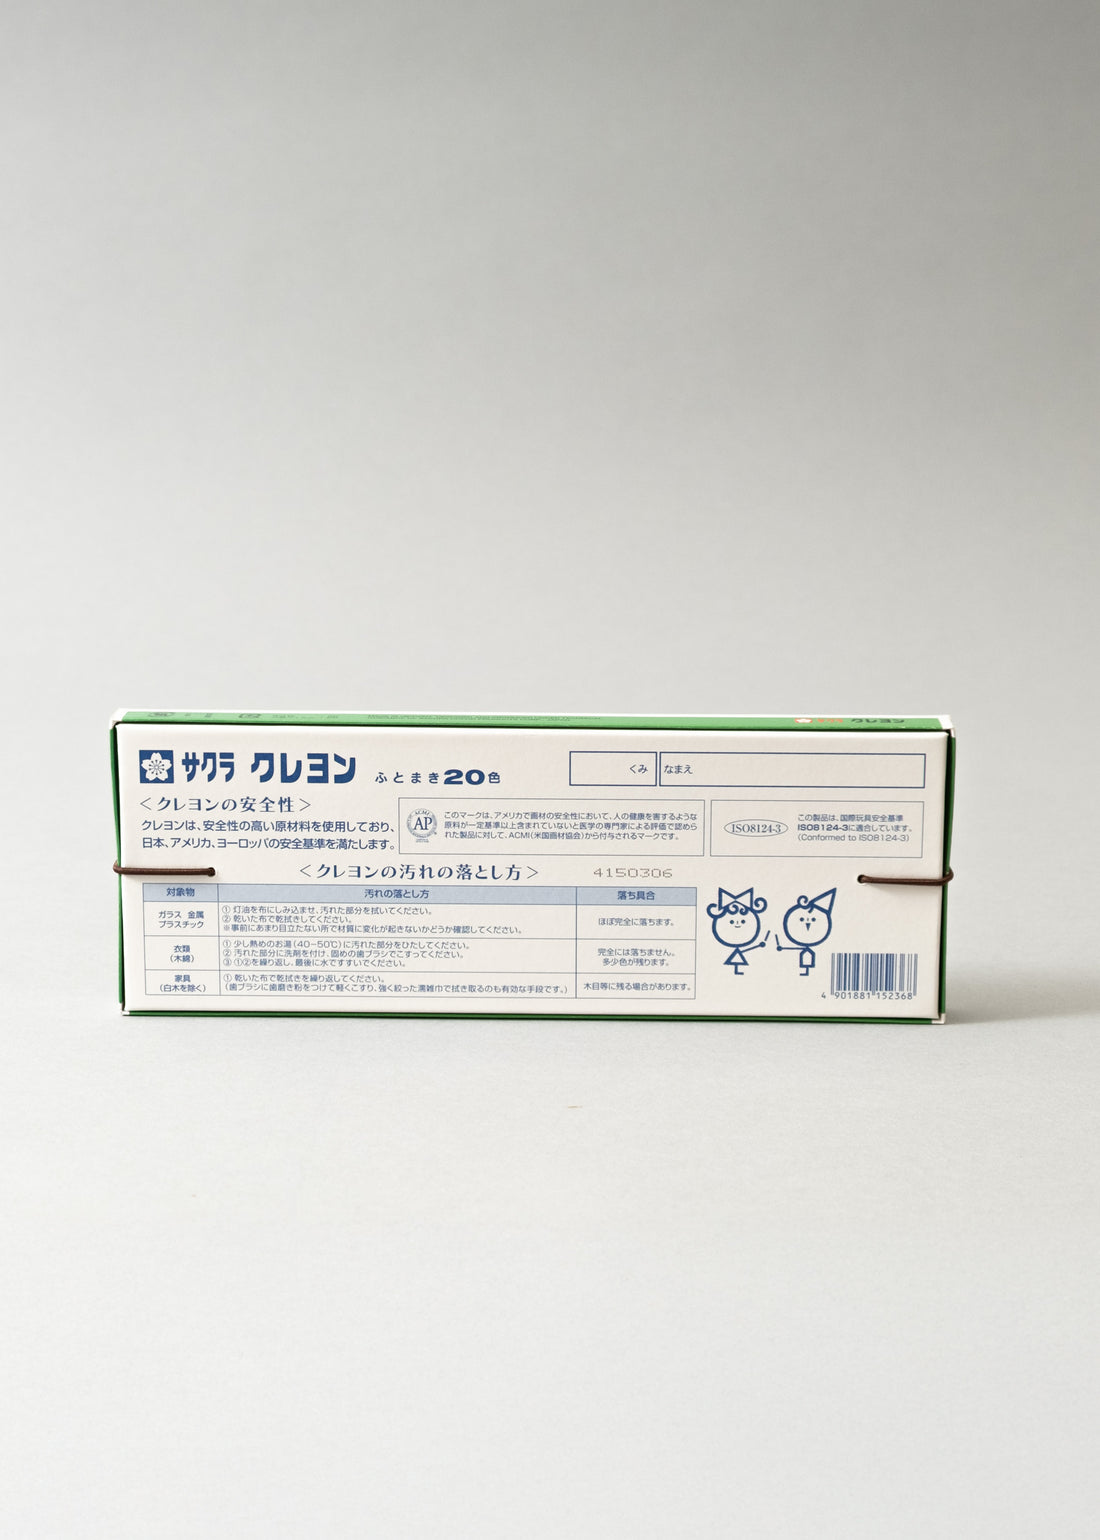 クレヨン
サクラ クレヨン ふとまき20色
くみ なまえ
＜クレヨンの安全性＞
クレヨンは、安全性の高い原材料を使用しており、
日本、アメリカ、ヨーロッパの安全基準を満たします。
ACMI
AP
このマークは、アメリカで画材の安全性において、人の健康を害するような
原料が一定基準以上含まれていないと医学の専門家による評価で認めら
れた製品に対して、ACMI(米国画材協会)から付与されるマークです。
ISO8124-3
この製品は、国際玩具安全基準
ISO8124-3に適合しています。
(Conformed to ISO8124-3)
＜クレヨンの汚れの落とし方＞ 4150306
対象物 汚れの落とし方 落ち具合
ガラス 金属
プラスチック
① 灯油を布にしみ込ませ、汚れた部分を拭いてください。
② 乾いた布で乾拭きしてください。
※事前にあまり目立たない所で材質に変化が起きないかどうか確認してください。
ほぼ完全に落ちます。
衣類
(木綿)
① 少し熱めのお湯(40～50℃)に汚れた部分をひたしてください。
② 汚れた部分に洗剤を付け、固めの歯ブラシでこすってください。
③ ①②を繰り返し、最後に水ですすいでください。
完全には落ちません。
多少色が残ります。
家具
(白木を除く)
① 乾いた布で乾拭きを繰り返してください。
(歯ブラシに歯磨き粉をつけて軽くこすり、強く絞った濡雑巾で拭き取るのも有効な手段です。)
木目等に残る場合があります。
4 901881 152368